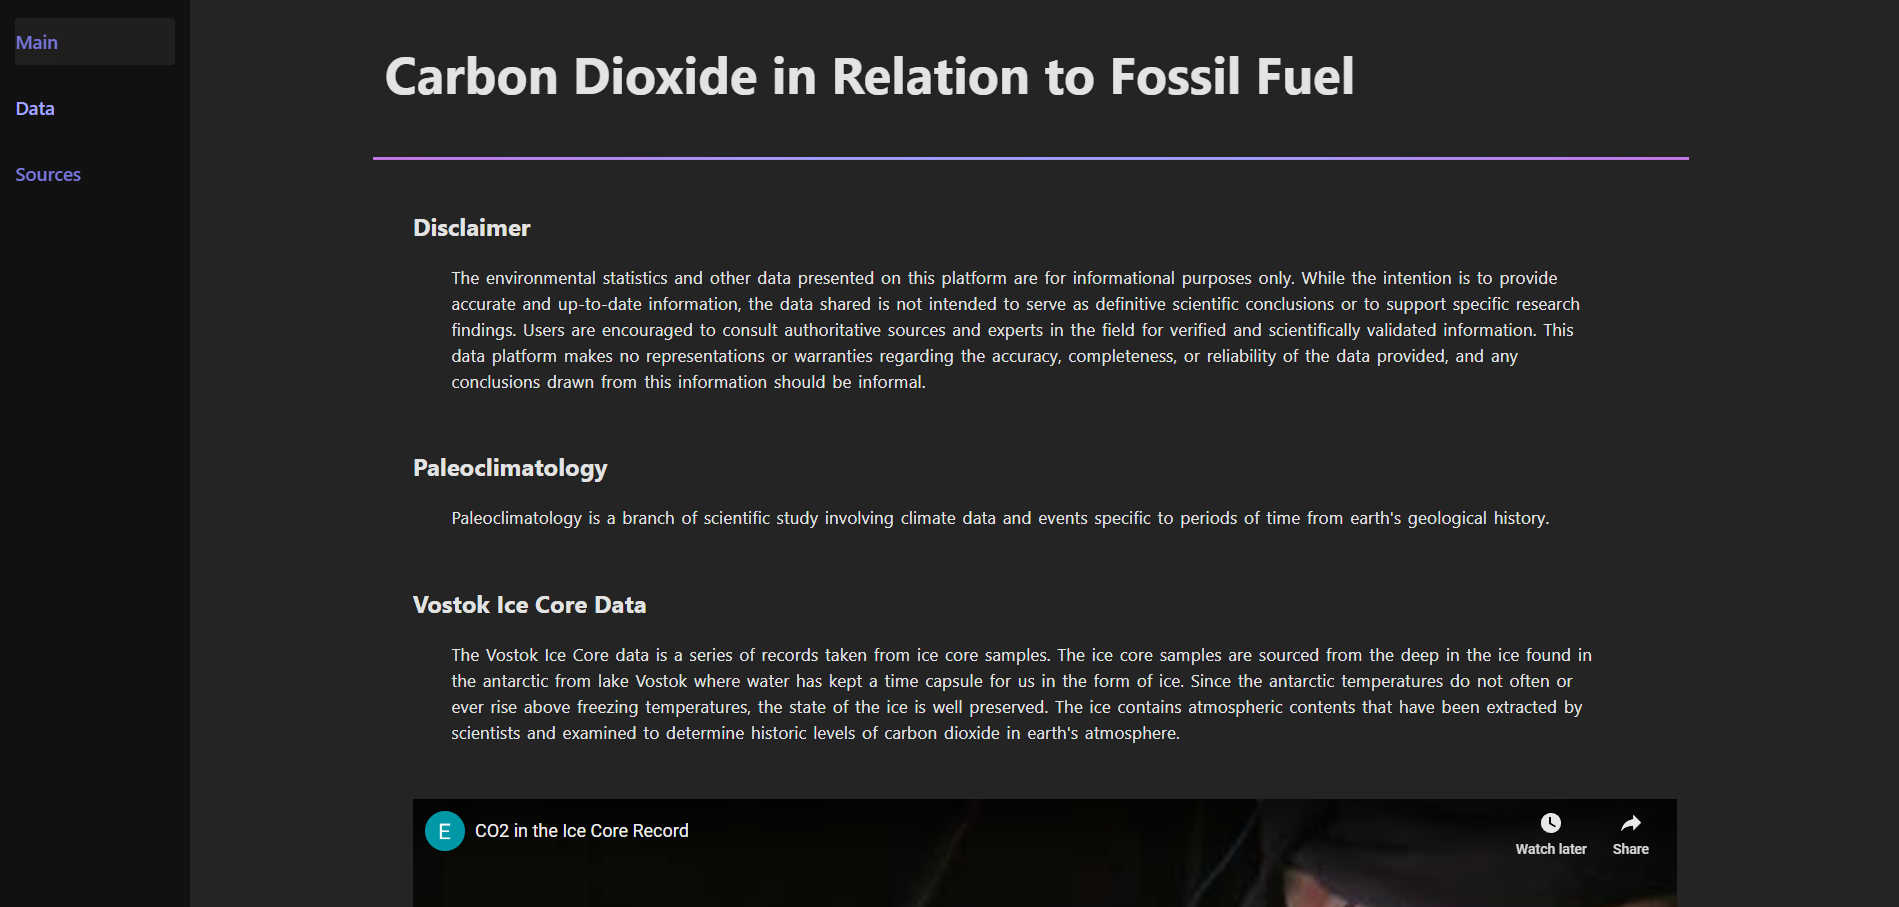 Main
Data
Sources
Carbon Dioxide in Relation to Fossil Fuel
Disclaimer
The environmental statistics and other data presented on this platform are for informational purposes only. While the intention is to provide
accurate and up-to-date information, the data shared is not intended to serve as definitive scientific conclusions or to support specific research
findings. Users are encouraged to consult authoritative sources and experts in the field for verified and scientifically validated information. This
data platform makes no representations or warranties regarding the accuracy, completeness, or reliability of the data provided, and any
conclusions drawn from this information should be informal.
Paleoclimatology
Paleoclimatology is a branch of scientific study involving climate data and events specific to periods of time from earth's geological history.
Vostok Ice Core Data
The Vostok Ice Core data is a series of records taken from ice core samples. The ice core samples are sourced from the deep in the ice found in
the antarctic from lake Vostok where water has kept a time capsule for us in the form of ice. Since the antarctic temperatures do not often or
ever rise above freezing temperatures, the state of the ice is well preserved. The ice contains atmospheric contents that have been extracted by
scientists and examined to determine historic levels of carbon dioxide in earth's atmosphere.
E CO2 in the Ice Core Record
Watch later Share